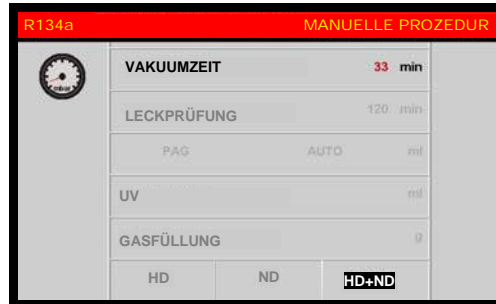 R134a MANUELLE PROZEDUR
VAKUUMZEIT 33 min
LECKPRÜFUNG 120 min
PAG AUTO ml
UV ml
GASFÜLLUNG g
HD ND HD+ND
mbar